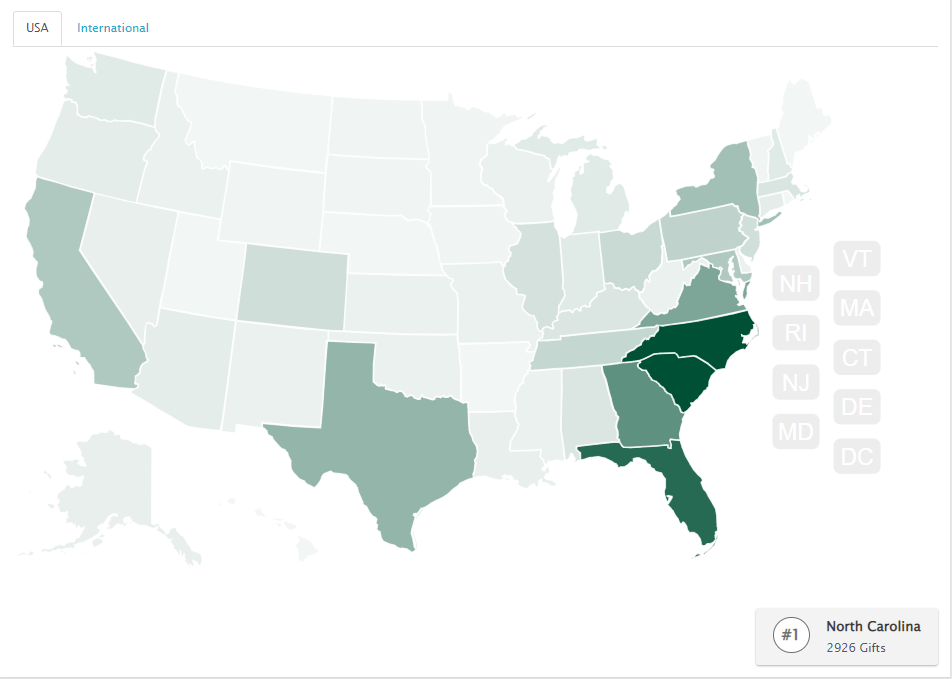 USA
International
VT
NH
MA
RI
CT
NJ
DE
MD
DC
#1
North Carolina
2926 Gifts